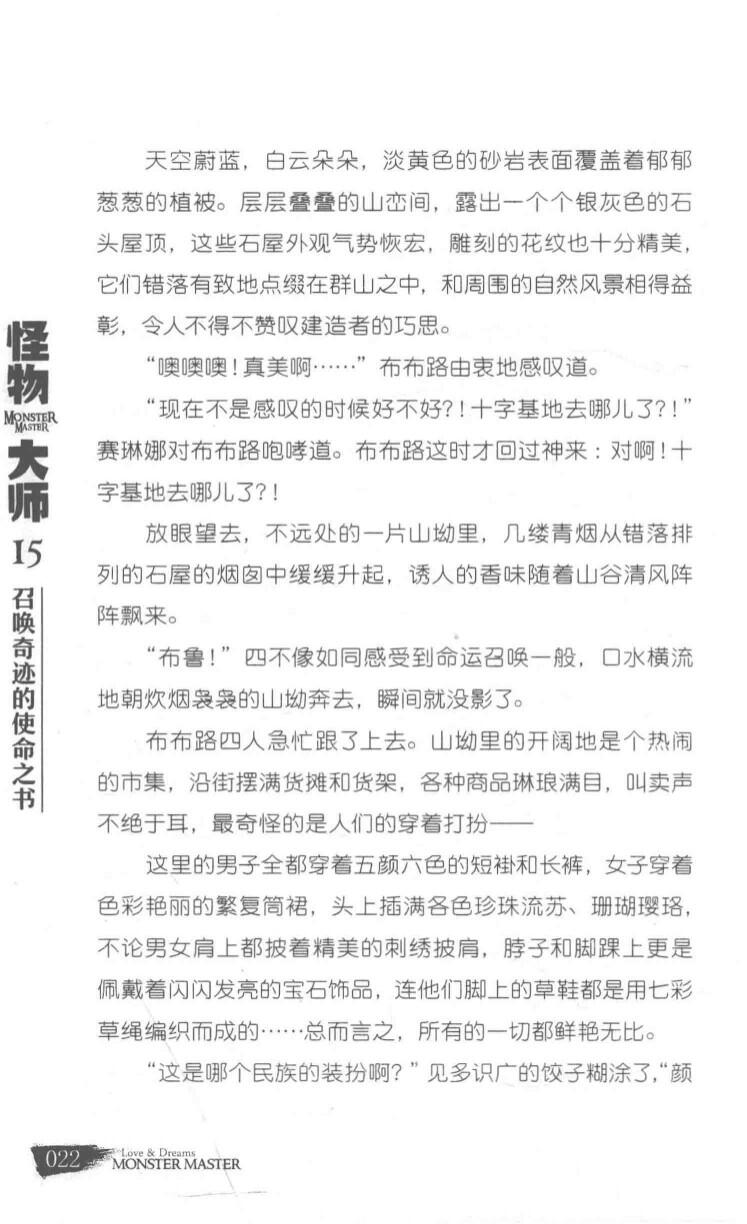 天空蔚蓝，白云朵朵，淡黄色的砂岩表面覆盖着郁郁
葱葱的植被。层层叠叠的山峦间，露出一个个银灰色的石
头屋顶，这些石屋外观气势恢宏，雕刻的花纹也十分精美，
它们错落有致地点缀在群山之中，和周围的自然风景相得益
彰，令人不得不赞叹建造者的巧思。
“噢噢噢！真美啊……”布布路由衷地感叹道。
“现在不是感叹的时候好不好？！十字基地去哪儿了？！”
赛琳娜对布布路咆哮道。布布路这时才回过神来：对啊！十
字基地去哪儿了？！
放眼望去，不远处的一片山坳里，几缕青烟从错落排
列的石屋的烟囱中缓缓升起，诱人的香味随着山谷清风阵
阵飘来。
“布鲁！”四不像如同感受到命运召唤一般，口水横流
地朝炊烟袅袅的山坳奔去，瞬间就没影了。
布布路四人急忙跟了上去。山坳里的开阔地是个热闹
的市集，沿街摆满货摊和货架，各种商品琳琅满目，叫卖声
不绝于耳，最奇怪的是人们的穿着打扮——
这里的男子全都穿着五颜六色的短褂和长裤，女子穿着
色彩艳丽的繁复筒裙，头上插满各色珍珠流苏、珊瑚璎珞，
不论男女肩上都披着精美的刺绣披肩，脖子和脚踝上更是
佩戴着闪闪发亮的宝石饰品，连他们脚上的草鞋都是用七彩
草绳编织而成的……总而言之，所有的一切都鲜艳无比。
“这是哪个民族的装扮啊？”见多识广的饺子糊涂了，“颜
怪物
MONSTER
MASTER
大师
15
召唤奇迹的使命之书
022
Love & Dreams
MONSTER MASTER